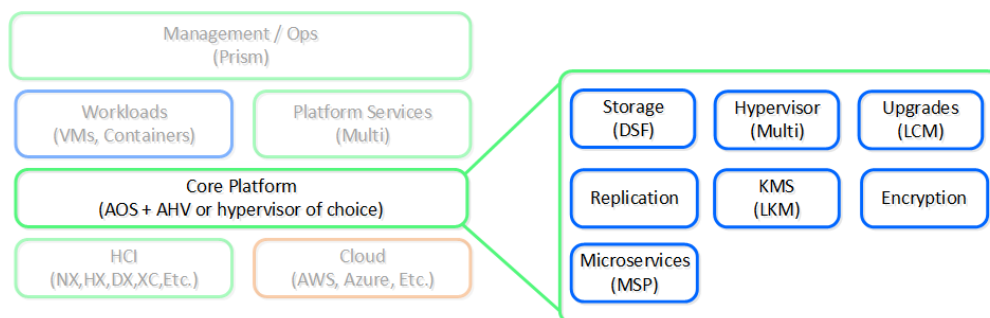 Management / Ops
(Prism)
Workloads
(VMs, Containers)
Platform Services
(Multi)
Core Platform
(AOS + AHV or hypervisor of choice)
HCI
(NX,HX,DX,XC,Etc.)
Cloud
(AWS, Azure, Etc.)
Storage
(DSF)
Hypervisor
(Multi)
Upgrades
(LCM)
Replication
KMS
(LKM)
Encryption
Microservices
(MSP)